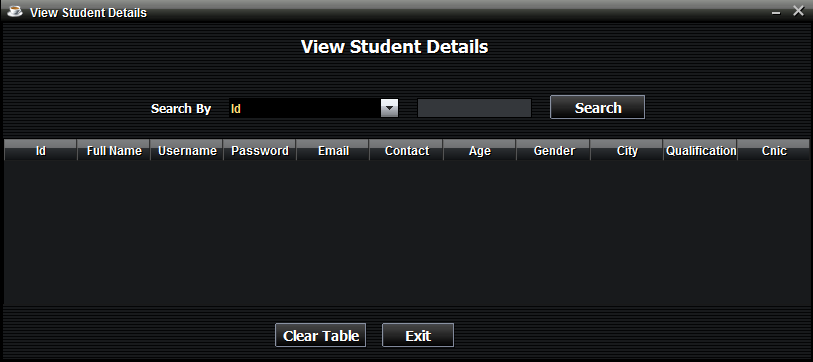 View Student Details
View Student Details
Search By Id Search
Id Full Name Username Password Email Contact Age Gender City Qualification Cnic
Clear Table Exit